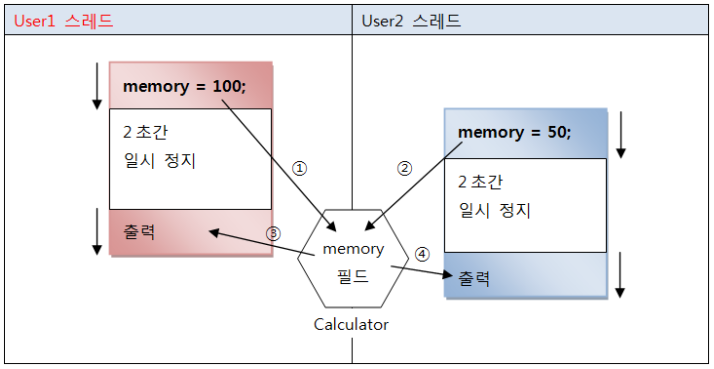 User1 스레드
User2 스레드
memory = 100;
2초간
일시 정지
출력
memory = 50;
2초간
일시 정지
출력
①
②
③
④
memory
필드
Calculator